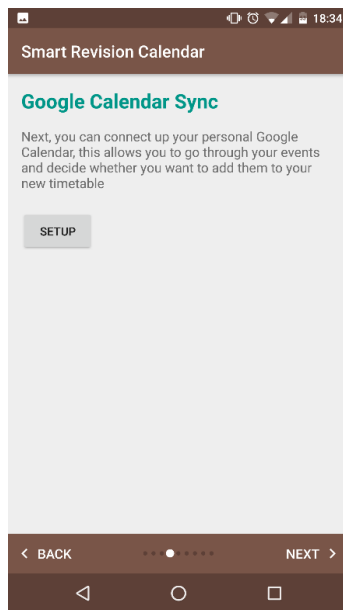 18:34
Smart Revision Calendar
Google Calendar Sync
Next, you can connect up your personal Google
Calendar, this allows you to go through your events
and decide whether you want to add them to your
new timetable
SETUP
BACK
NEXT